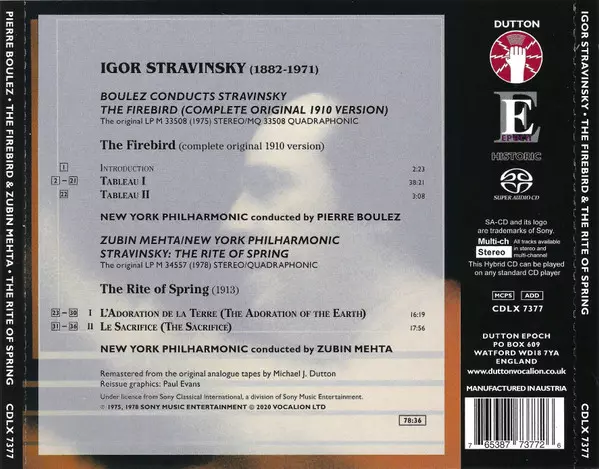 PIERRE BOULEZ • THE FIREBIRD & ZUBIN MEHTA • THE RITE OF SPRING
CDLX 7377
IGOR STRAVINSKY (1882-1971)
BOULEZ CONDUCTS STRAVINSKY
THE FIREBIRD (COMPLETE ORIGINAL 1910 VERSION)
The original LP M 33508 (1975) STEREO/MQ 33508 QUADRAPHONIC
The Firebird (complete original 1910 version)
1 INTRODUCTION 2:23
2 – 21 TABLEAU I 38:21
22 TABLEAU II 3:08
NEW YORK PHILHARMONIC conducted by PIERRE BOULEZ
ZUBIN MEHTA/NEW YORK PHILHARMONIC
STRAVINSKY: THE RITE OF SPRING
The original LP M 34557 (1978) STEREO/QUADRAPHONIC
The Rite of Spring (1913)
23 – 30 I L'ADORATION DE LA TERRE (THE ADORATION OF THE EARTH) 16:19
31 – 36 II LE SACRIFICE (THE SACRIFICE) 17:56
NEW YORK PHILHARMONIC conducted by ZUBIN MEHTA
Remastered from the original analogue tapes by Michael J. Dutton
Reissue graphics: Paul Evans
Under licence from Sony Classical International, a division of Sony Music Entertainment.
℗ 1975, 1978 SONY MUSIC ENTERTAINMENT © 2020 VOCALION LTD
78:36
DUTTON
E
EPOCH
HISTORIC
SUPER AUDIO CD
SA-CD and its logo
are trademarks of Sony.
Multi-ch
Stereo
All tracks available
in stereo and
multi-channel
This Hybrid CD can be played
on any standard CD player
MCPS
ADD
CDLX 7377
DUTTON EPOCH
PO BOX 609
WATFORD WD18 7YA
ENGLAND
www.duttonvocalion.co.uk
MANUFACTURED IN AUSTRIA
7 65387 73772 6
IGOR STRAVINSKY • THE FIREBIRD & THE RITE OF SPRING
CDLX 7377